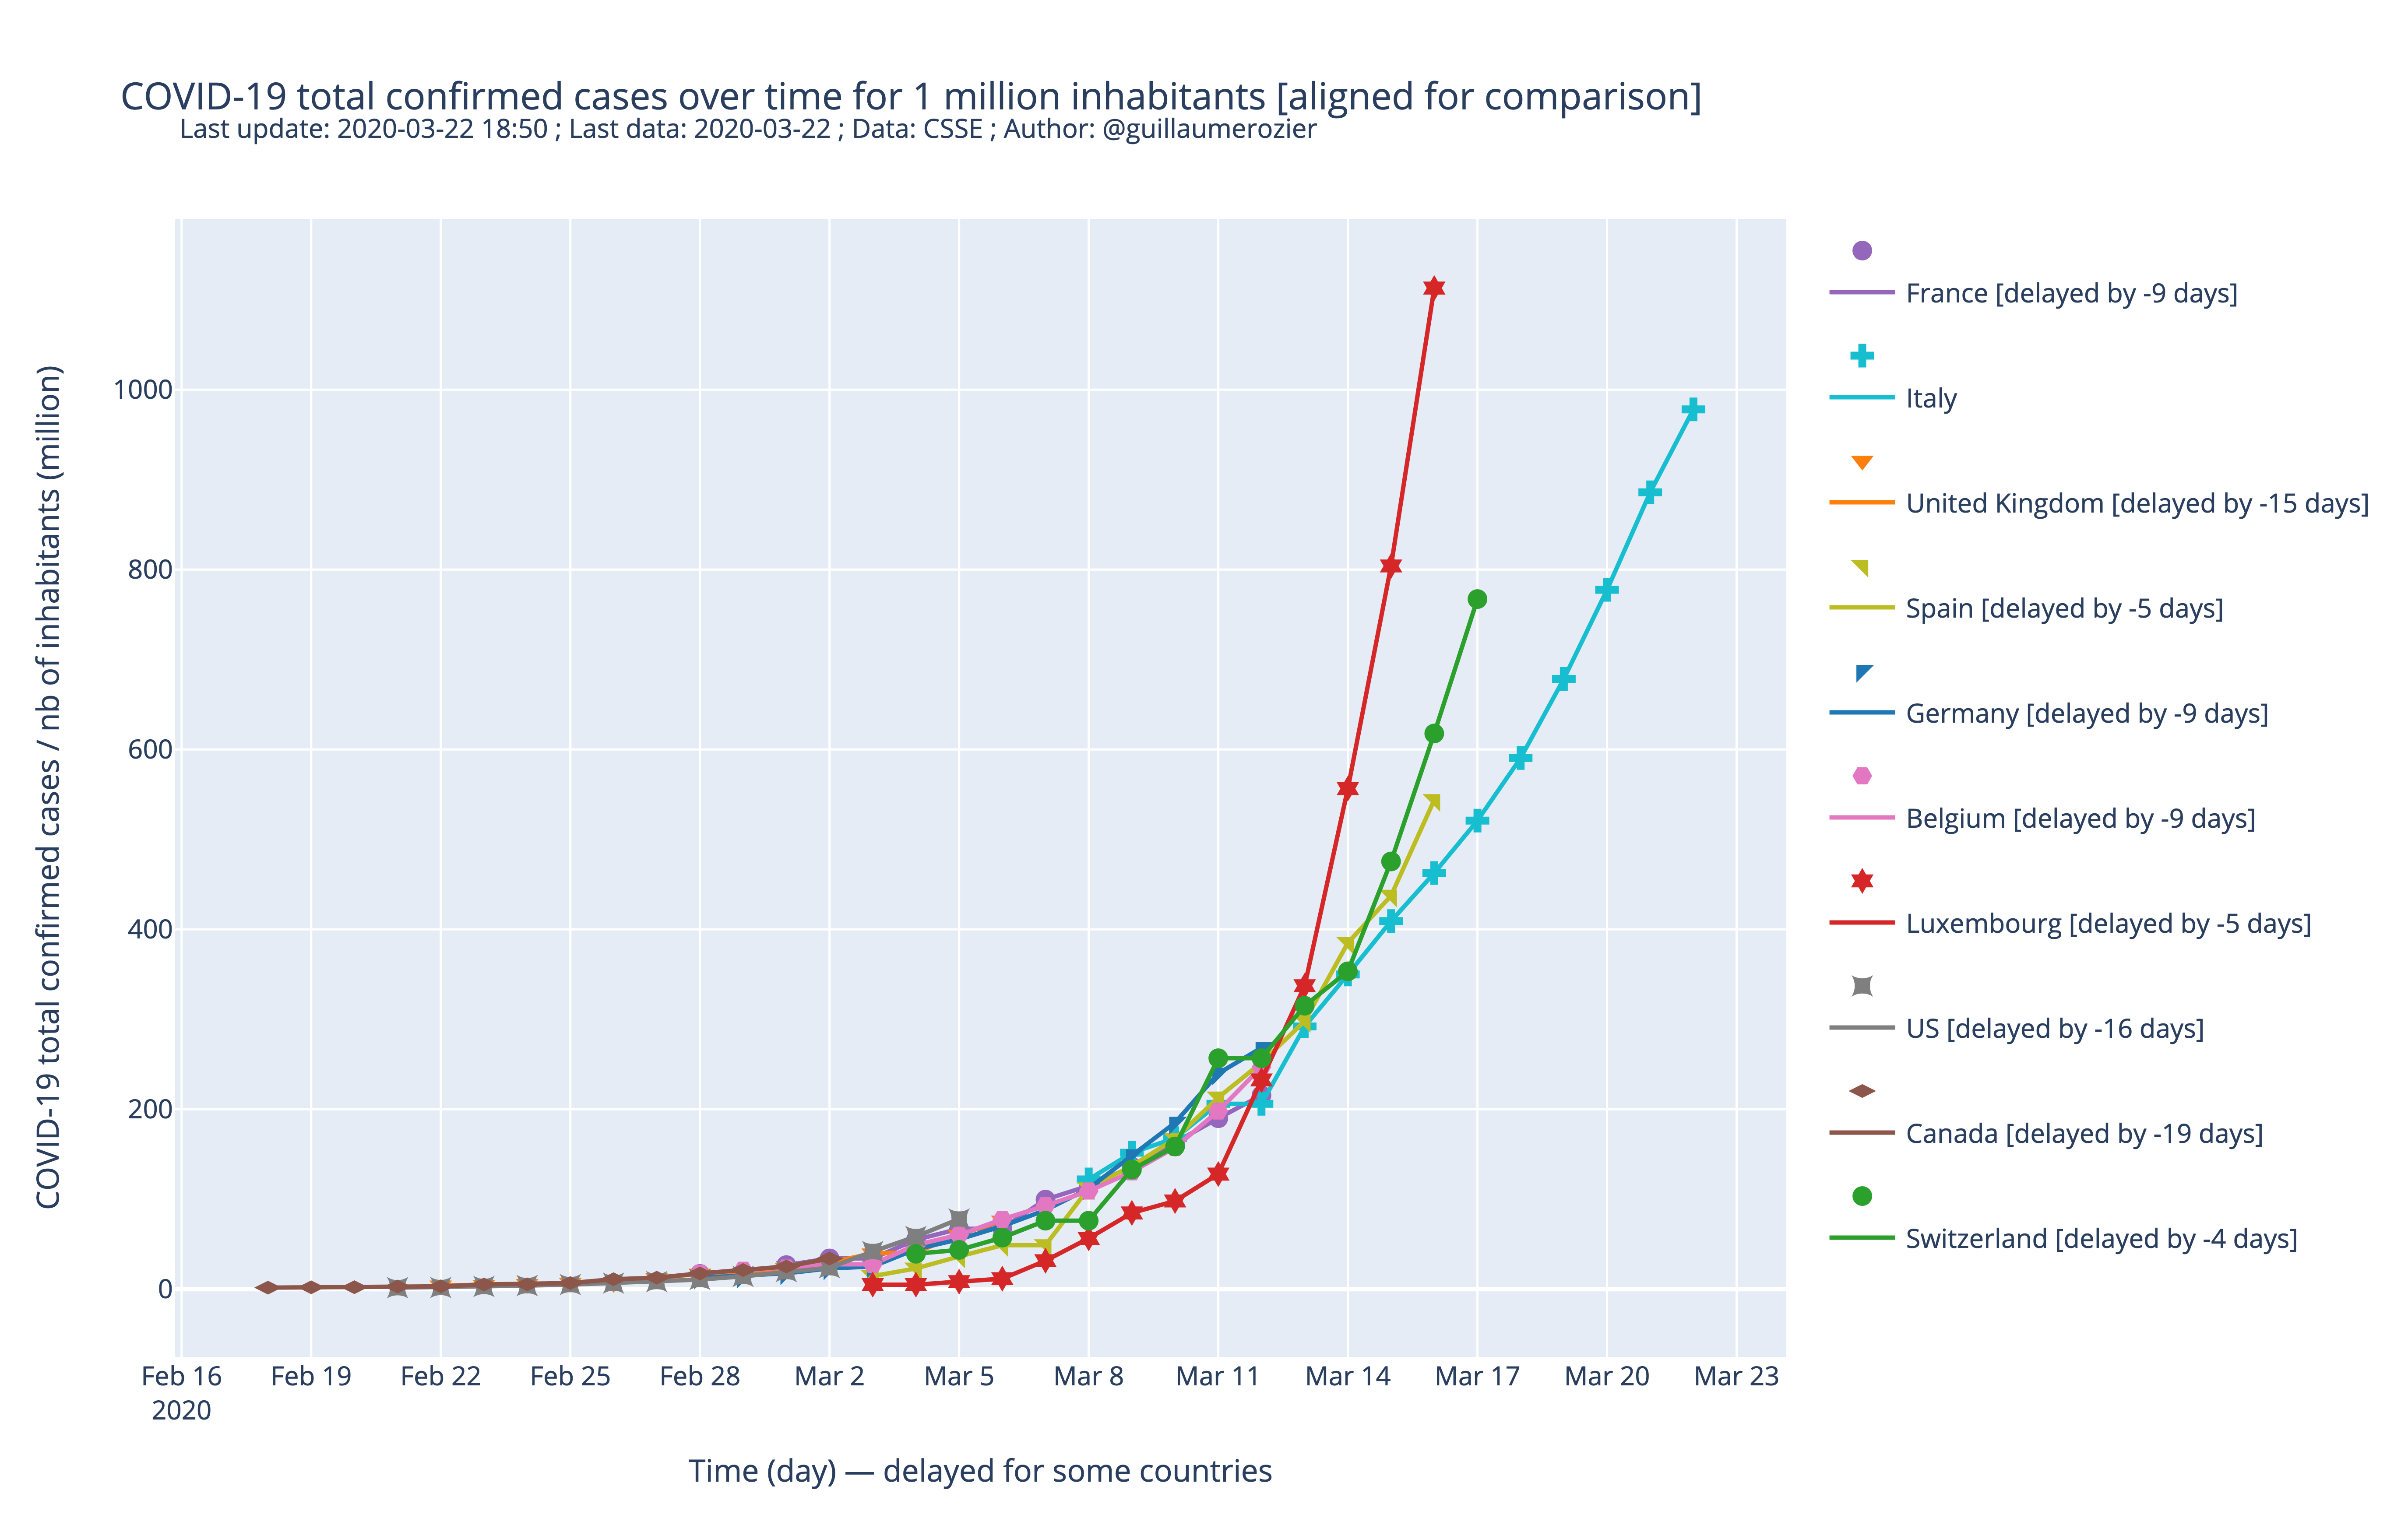 COVID-19 total confirmed cases over time for 1 million inhabitants [aligned for comparison]
Last update: 2020-03-22 18:50 ; Last data: 2020-03-22 ; Data: CSSE ; Author: @guillaumerozier
COVID-19 total confirmed cases / nb of inhabitants (million)
1000
800
600
400
200
0
Feb 16
2020
Feb 19
Feb 22
Feb 25
Feb 28
Mar 2
Mar 5
Mar 8
Mar 11
Mar 14
Mar 17
Mar 20
Mar 23
Time (day) — delayed for some countries
France [delayed by -9 days]
Italy
United Kingdom [delayed by -15 days]
Spain [delayed by -5 days]
Germany [delayed by -9 days]
Belgium [delayed by -9 days]
Luxembourg [delayed by -5 days]
US [delayed by -16 days]
Canada [delayed by -19 days]
Switzerland [delayed by -4 days]